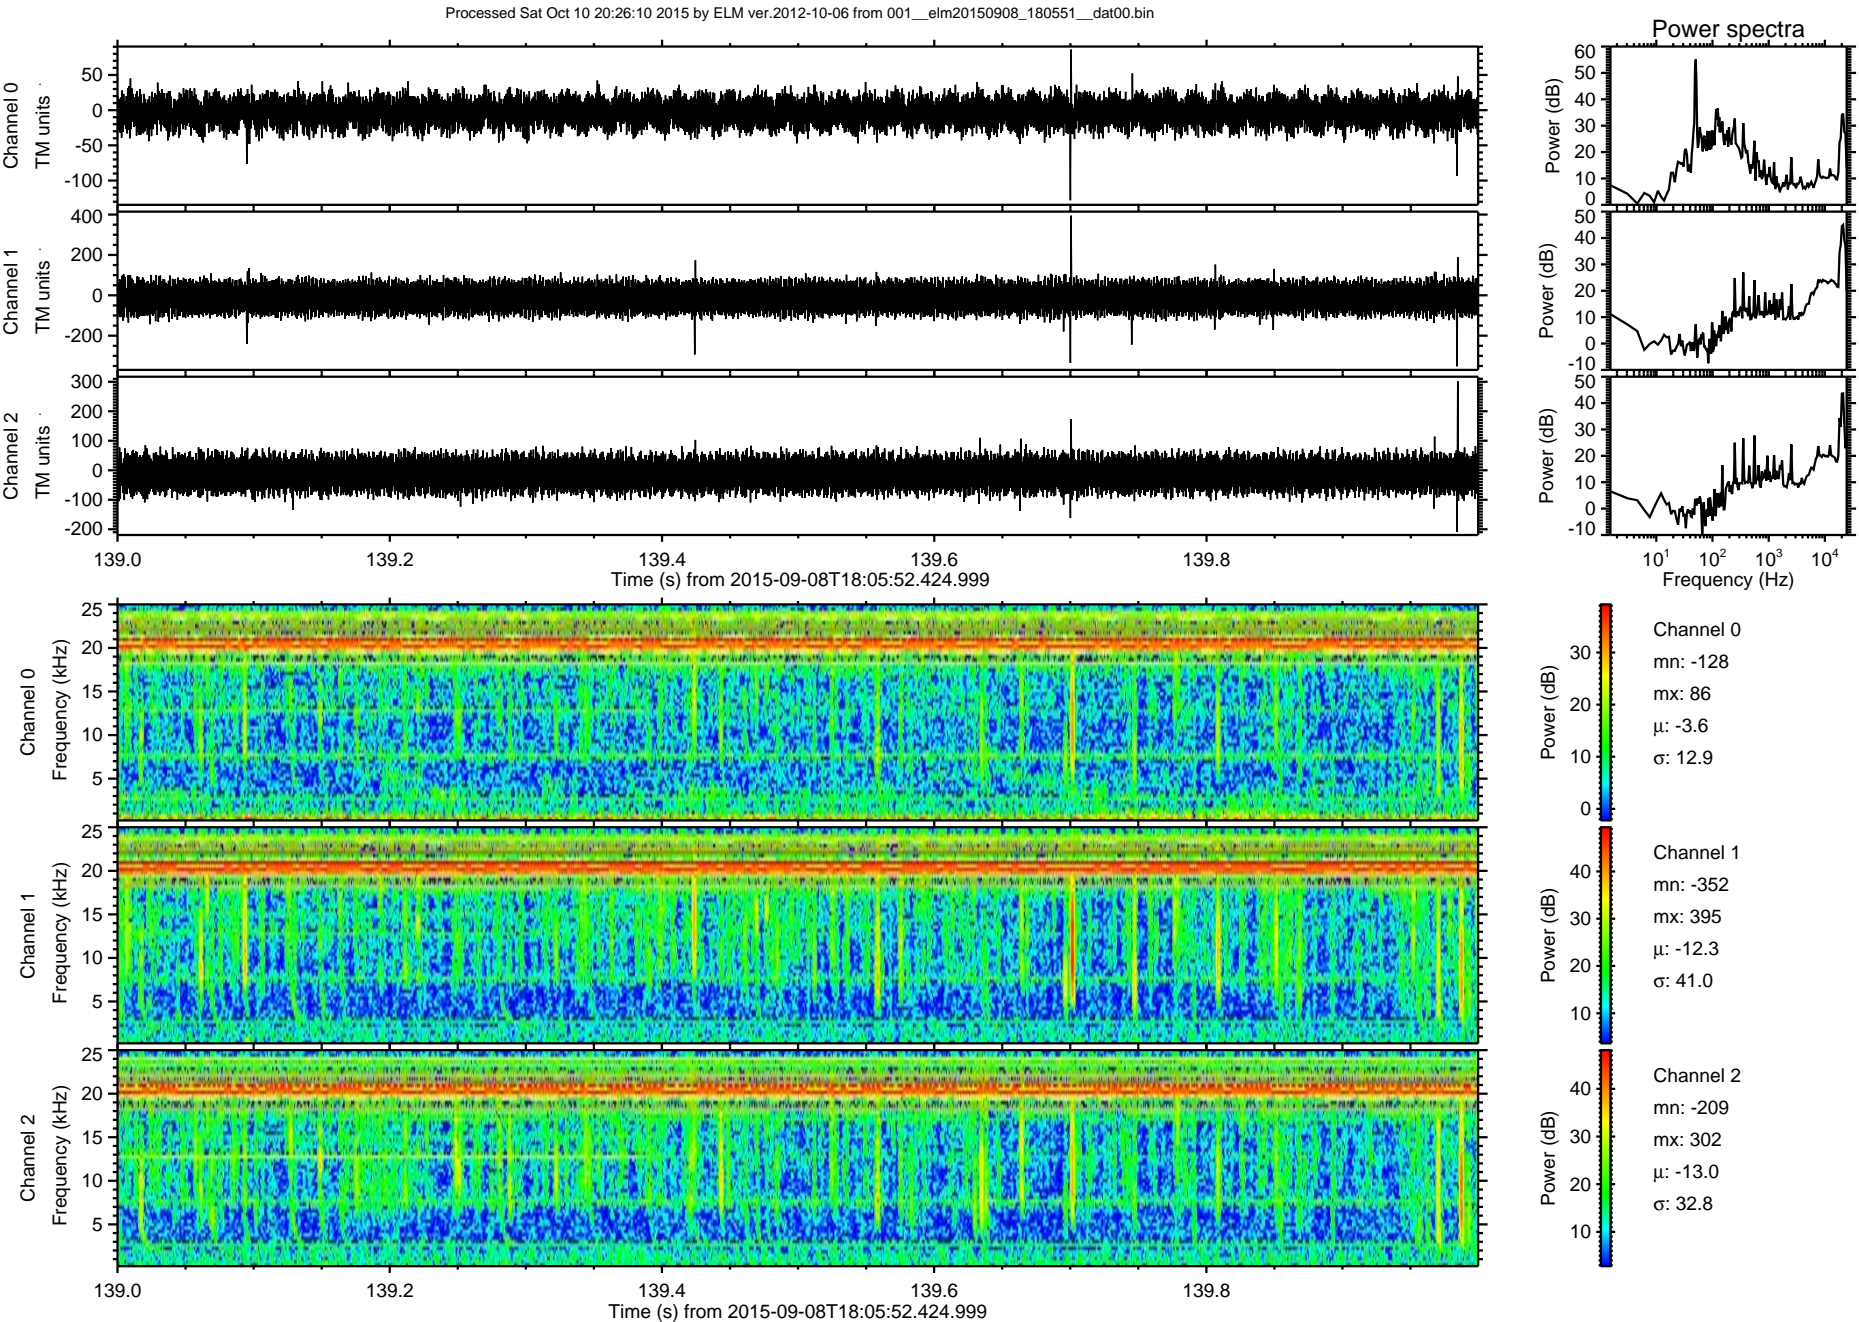 Processed Sat Oct 10 20:26:10 2015 by ELM ver.2012-10-06 from 001__elm20150908_180551__dat00.bin
Power spectra
Channel 0
TM units
50
0
-50
-100
Power (dB)
60
50
40
30
20
10
0
Channel 1
TM units
400
200
0
-200
Power (dB)
50
40
30
20
10
0
-10
Channel 2
TM units
300
200
100
0
-100
-200
Power (dB)
50
40
30
20
10
0
-10
139.0 139.2 139.4 139.6 139.8
Time (s) from 2015-09-08T18:05:52.424.999
10¹ 10² 10³ 10⁴
Frequency (Hz)
Channel 0
Frequency (kHz)
25
20
15
10
5
Power (dB)
30
20
10
0
Channel 0
mn: -128
mx: 86
μ: -3.6
σ: 12.9
Channel 1
Frequency (kHz)
25
20
15
10
5
Power (dB)
40
30
20
10
Channel 1
mn: -352
mx: 395
μ: -12.3
σ: 41.0
Channel 2
Frequency (kHz)
25
20
15
10
5
Power (dB)
40
30
20
10
Channel 2
mn: -209
mx: 302
μ: -13.0
σ: 32.8
139.0 139.2 139.4 139.6 139.8
Time (s) from 2015-09-08T18:05:52.424.999